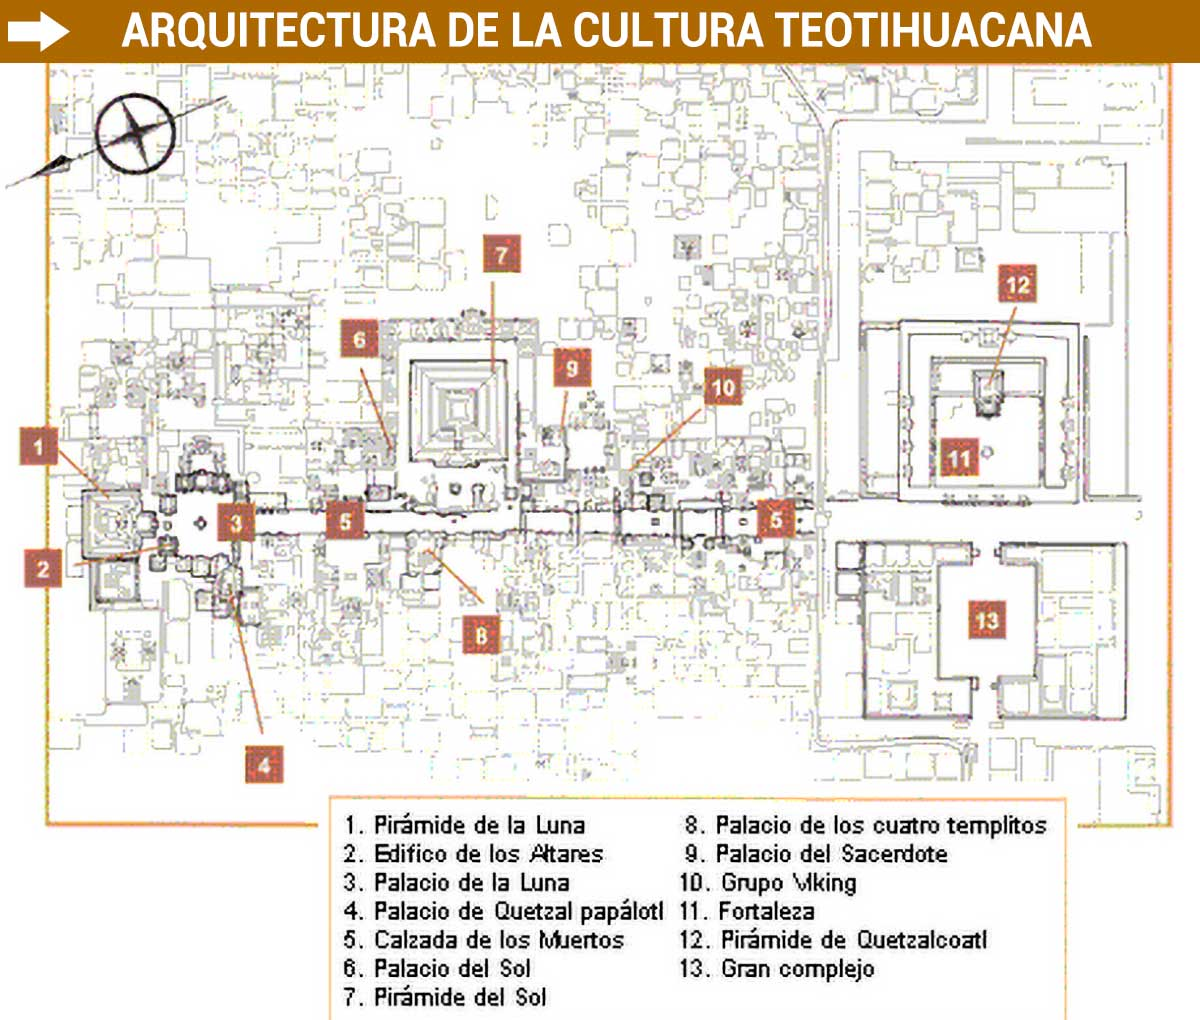 ARQUITECTURA DE LA CULTURA TEOTIHUACANA
7
12
6
9
10
1
11
3
5
5
2
13
8
4
1. Pirámide de la Luna
2. Edifico de los Altares
3. Palacio de la Luna
4. Palacio de Quetzal papálotl
5. Calzada de los Muertos
6. Palacio del Sol
7. Pirámide del Sol
8. Palacio de los cuatro templitos
9. Palacio del Sacerdote
10. Grupo Viking
11. Fortaleza
12. Pirámide de Quetzalcoatl
13. Gran complejo